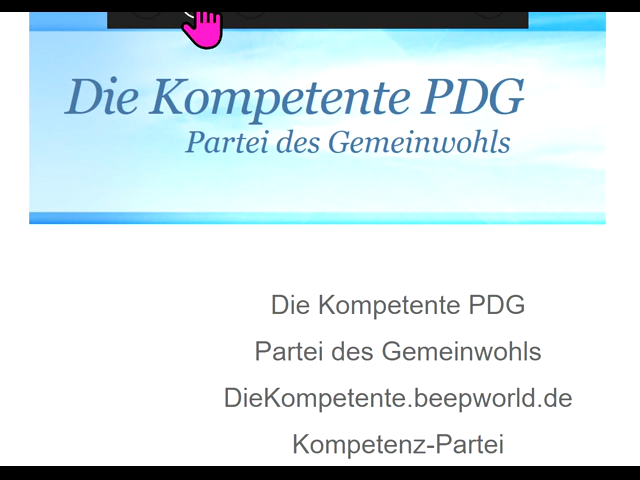 Die Kompetente PDG
Partei des Gemeinwohls
Die Kompetente PDG
Partei des Gemeinwohls
DieKompetente.beepworld.de
Kompetenz-Partei